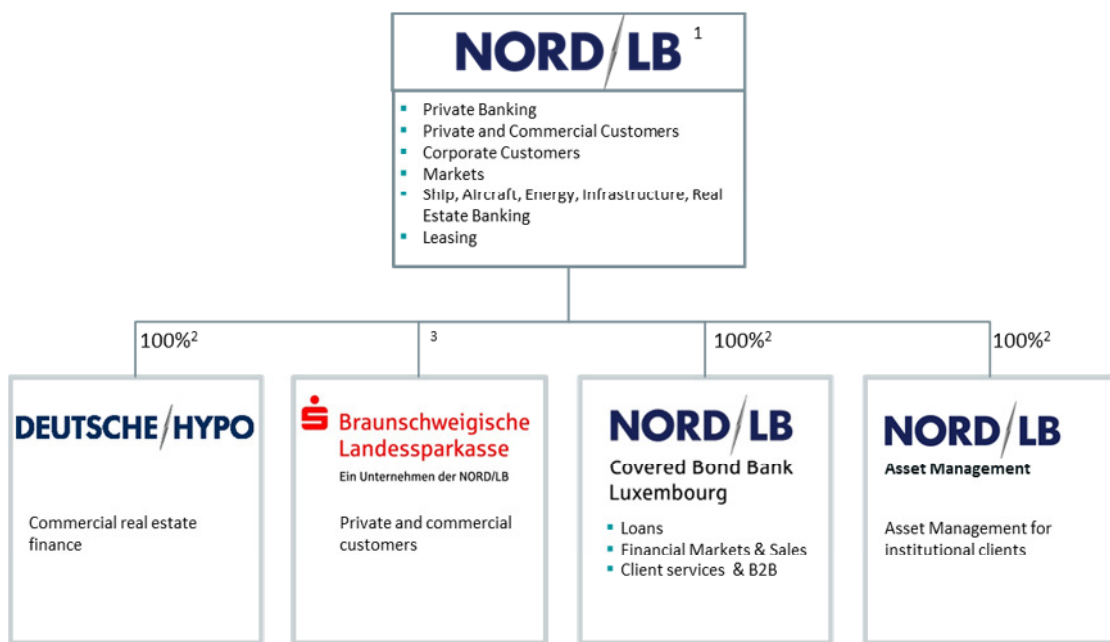 NORD/LB 1
Private Banking
Private and Commercial Customers
Corporate Customers
Markets
Ship, Aircraft, Energy, Infrastructure, Real
Estate Banking
Leasing
100%2
3
100%2
100%2
DEUTSCHE/HYPO
Commercial real estate
finance
Braunschweigische
Landessparkasse
Ein Unternehmen der NORD/LB
Private and commercial
customers
NORD/LB
Covered Bond Bank
Luxembourg
Loans
Financial Markets & Sales
Client services & B2B
NORD/LB
Asset Management
Asset Management for
institutional clients